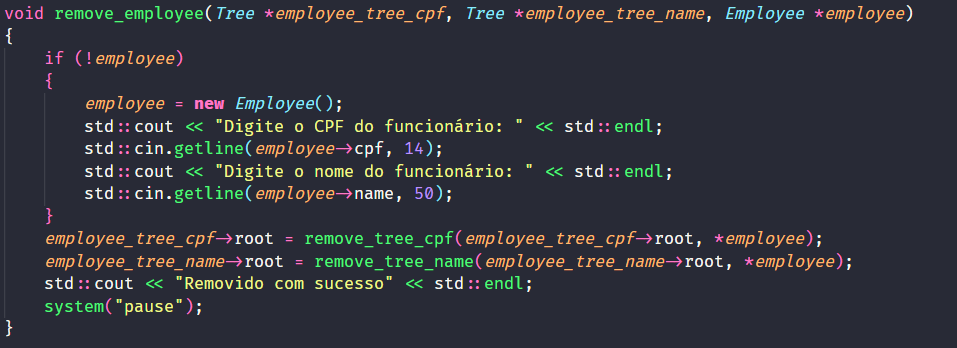 void remove_employee(Tree *employee_tree_cpf, Tree *employee_tree_name, Employee *employee)
{
    if (!employee)
    {
        employee = new Employee();
        std::cout << "Digite o CPF do funcionário: " << std::endl;
        std::cin.getline(employee->cpf, 14);
        std::cout << "Digite o nome do funcionário: " << std::endl;
        std::cin.getline(employee->name, 50);
    }
    employee_tree_cpf->root = remove_tree_cpf(employee_tree_cpf->root, *employee);
    employee_tree_name->root = remove_tree_name(employee_tree_name->root, *employee);
    std::cout << "Removido com sucesso" << std::endl;
    system("pause");
}